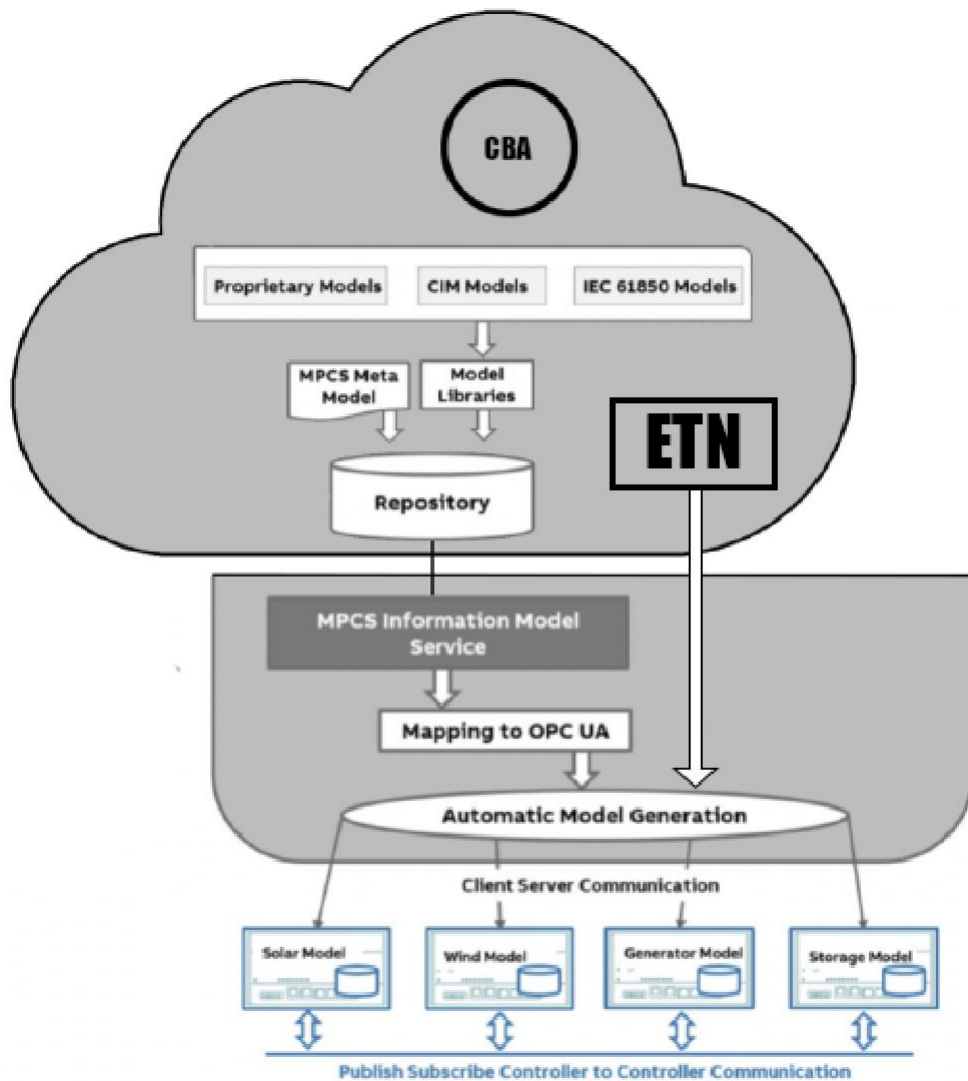 CBA
Proprietary Models
CIM Models
IEC 61850 Models
MPCS Meta
Model
Model
Libraries
ETN
Repository
MPCS Information Model
Service
Mapping to OPC UA
Automatic Model Generation
Client Server Communication
Solar Model
Wind Model
Generator Model
Storage Model
Publish Subscribe Controller to Controller Communication